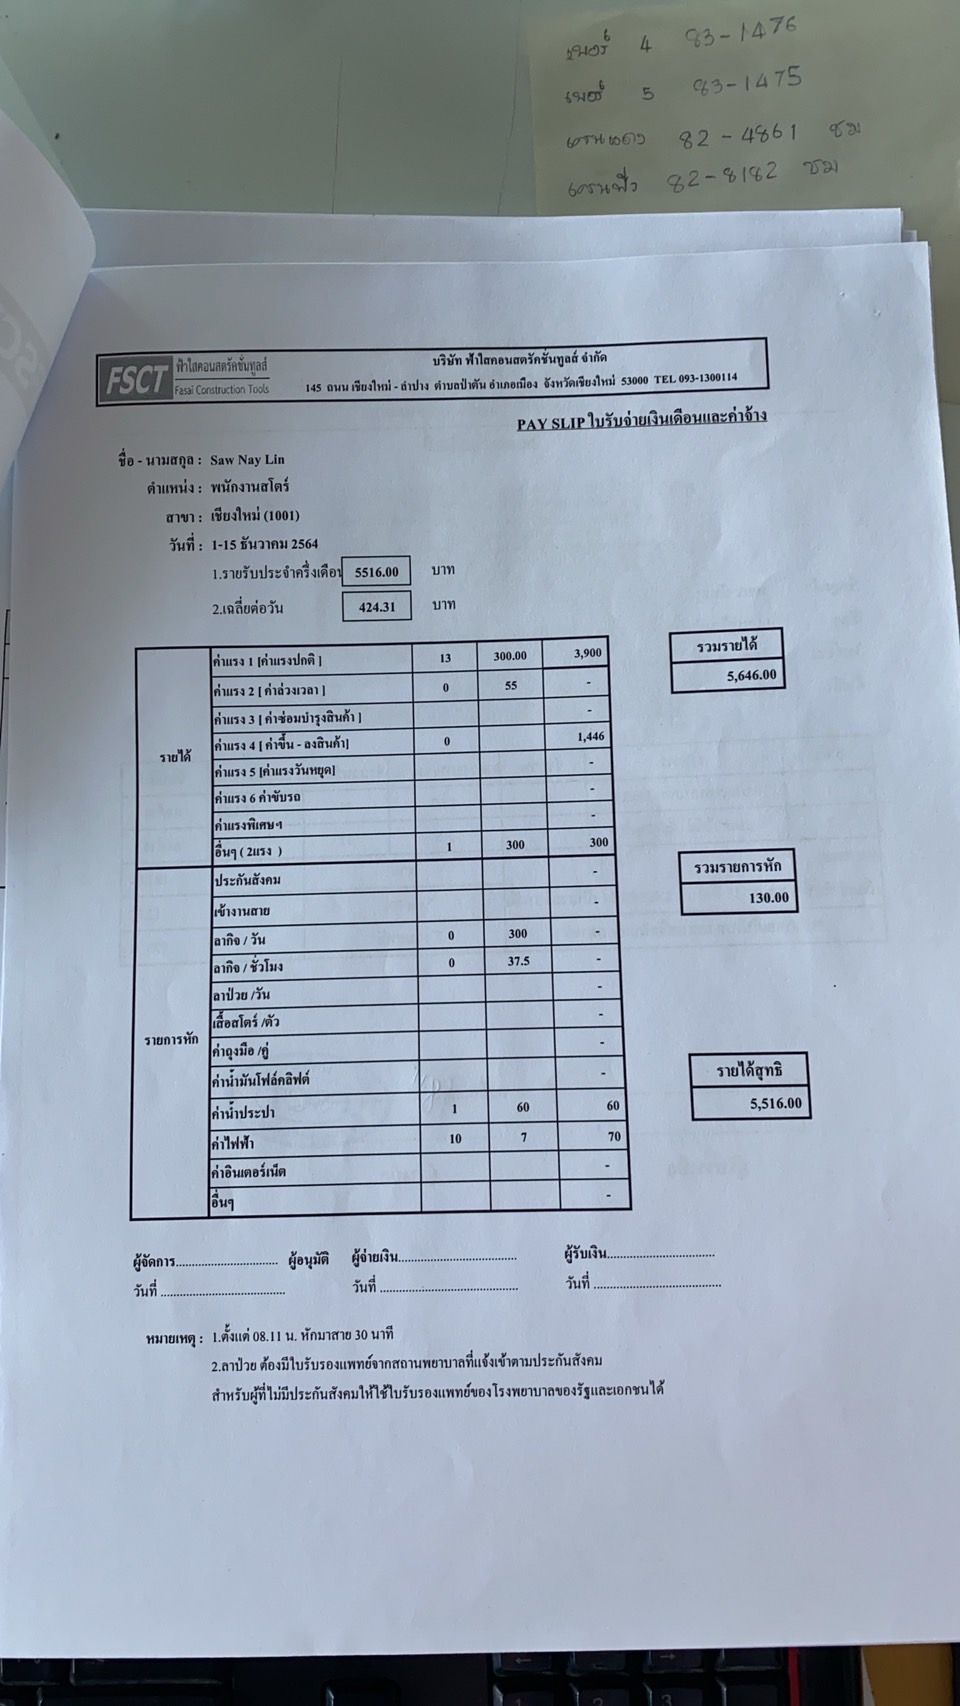 เบอร์ 4 83-1476
เบอร์ 5 83-1475
เครนแดง 82-4861 ชม
เครนฟ้า 82-8182 ชม
FSCT ฟ้าใสคอนสตรัคชั่นทูลส์
Fasai Construction Tools
บริษัท ฟ้าใสคอนสตรัคชั่นทูลส์ จำกัด
145 ถนน เชียงใหม่ - ลำปาง ตำบลป่าตัน อำเภอเมือง จังหวัดเชียงใหม่ 53000 TEL 093-1300114
PAY SLIP ใบรับจ่ายเงินเดือนและค่าจ้าง
ชื่อ - นามสกุล : Saw Nay Lin
ตำแหน่ง : พนักงานสโตร์
สาขา : เชียงใหม่ (1001)
วันที่ : 1-15 ธันวาคม 2564
1.รายรับประจำครึ่งเดือน 5516.00 บาท
2.เฉลี่ยต่อวัน 424.31 บาท
รายได้
ค่าแรง 1 [ค่าแรงปกติ ] 13 300.00 3,900
ค่าแรง 2 [ ค่าล่วงเวลา ] 0 55 -
ค่าแรง 3 [ ค่าซ่อมบำรุงสินค้า ] -
ค่าแรง 4 [ ค่าขึ้น - ลงสินค้า] 0 1,446
ค่าแรง 5 [ค่าแรงวันหยุด] -
ค่าแรง 6 ค่าขับรถ -
ค่าแรงพิเศษฯ -
อื่นๆ ( 2แรง ) 1 300 300
รวมรายได้
5,646.00
รายการหัก
ประกันสังคม -
เข้างานสาย -
ลากิจ / วัน 0 300 -
ลากิจ / ชั่วโมง 0 37.5 -
ลาป่วย /วัน -
เสื้อสโตร์ /ตัว -
ค่าถุงมือ /คู่ -
ค่าน้ำมันโฟล์คลิฟต์ -
ค่าน้ำประปา 1 60 60
ค่าไฟฟ้า 10 7 70
ค่าอินเตอร์เน็ต -
อื่นๆ -
รวมรายการหัก
130.00
รายได้สุทธิ
5,516.00
ผู้จัดการ.............................. ผู้อนุมัติ ผู้จ่ายเงิน.................................. ผู้รับเงิน...............................
วันที่ ................................... วันที่ ....................................... วันที่ ....................................
หมายเหตุ : 1.ตั้งแต่ 08.11 น. หักมาสาย 30 นาที
2.ลาป่วย ต้องมีใบรับรองแพทย์จากสถานพยาบาลที่แจ้งเข้าตามประกันสังคม
สำหรับผู้ที่ไม่มีประกันสังคมให้ใช้ใบรับรองแพทย์ของโรงพยาบาลของรัฐและเอกชนได้